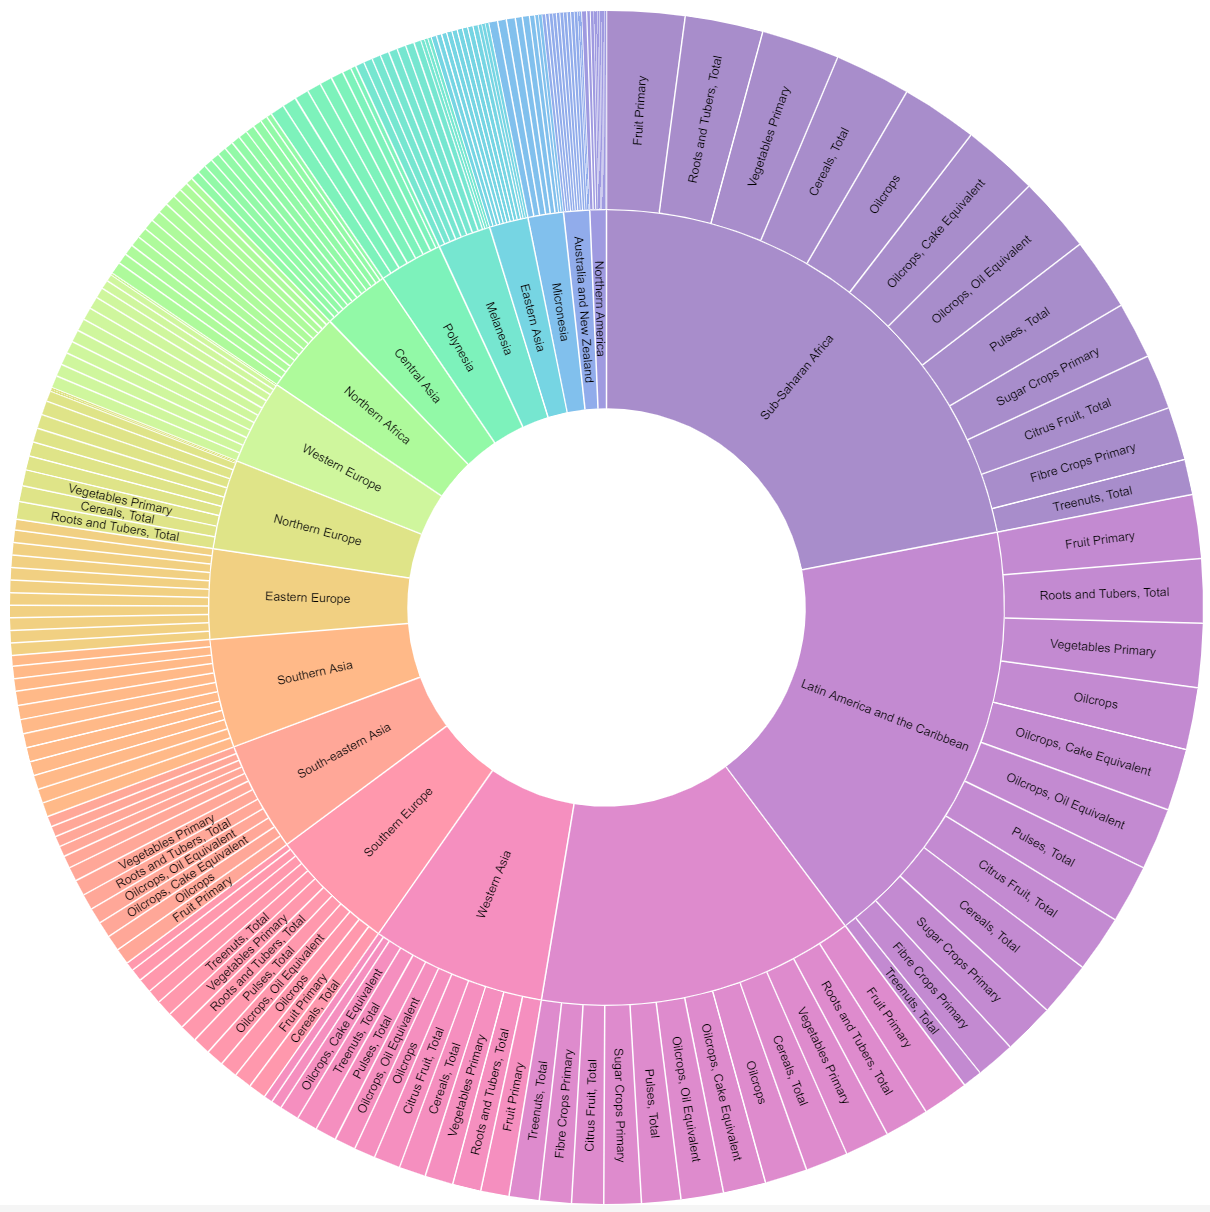 Sub-Saharan Africa
Fruit Primary
Roots and Tubers, Total
Vegetables Primary
Cereals, Total
Oilcrops
Oilcrops, Cake Equivalent
Oilcrops, Oil Equivalent
Pulses, Total
Sugar Crops Primary
Citrus Fruit, Total
Fibre Crops Primary
Treenuts, Total
Latin America and the Caribbean
Fruit Primary
Roots and Tubers, Total
Vegetables Primary
Oilcrops
Oilcrops, Cake Equivalent
Oilcrops, Oil Equivalent
Pulses, Total
Citrus Fruit, Total
Cereals, Total
Sugar Crops Primary
Fibre Crops Primary
Treenuts, Total
Fruit Primary
Roots and Tubers, Total
Vegetables Primary
Cereals, Total
Oilcrops
Oilcrops, Cake Equivalent
Oilcrops, Oil Equivalent
Pulses, Total
Sugar Crops Primary
Citrus Fruit, Total
Fibre Crops Primary
Treenuts, Total
Western Asia
Fruit Primary
Roots and Tubers, Total
Vegetables Primary
Cereals, Total
Citrus Fruit, Total
Oilcrops
Oilcrops, Oil Equivalent
Pulses, Total
Treenuts, Total
Oilcrops, Cake Equivalent
Southern Europe
Cereals, Total
Fruit Primary
Oilcrops
Oilcrops, Oil Equivalent
Pulses, Total
Roots and Tubers, Total
Vegetables Primary
Treenuts, Total
South-eastern Asia
Fruit Primary
Oilcrops
Oilcrops, Cake Equivalent
Oilcrops, Oil Equivalent
Roots and Tubers, Total
Vegetables Primary
Southern Asia
Eastern Europe
Northern Europe
Roots and Tubers, Total
Cereals, Total
Vegetables Primary
Western Europe
Northern Africa
Central Asia
Polynesia
Melanesia
Eastern Asia
Micronesia
Australia and New Zealand
Northern America